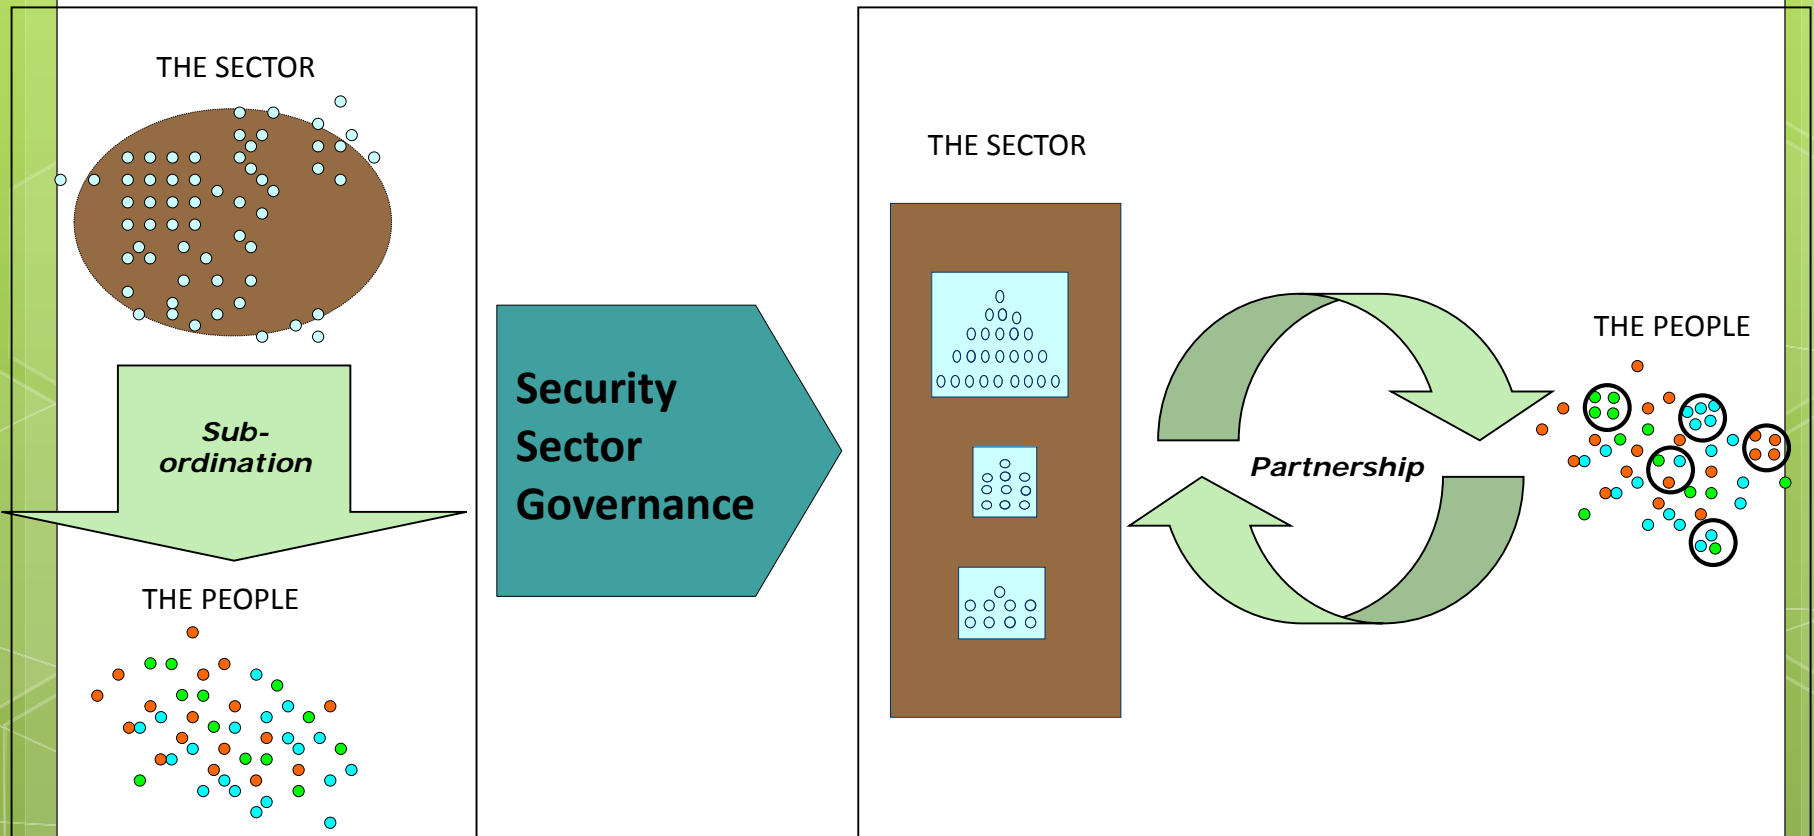 THE SECTOR
Sub-
ordination
THE PEOPLE
Security
Sector
Governance
THE SECTOR
Partnership
THE PEOPLE